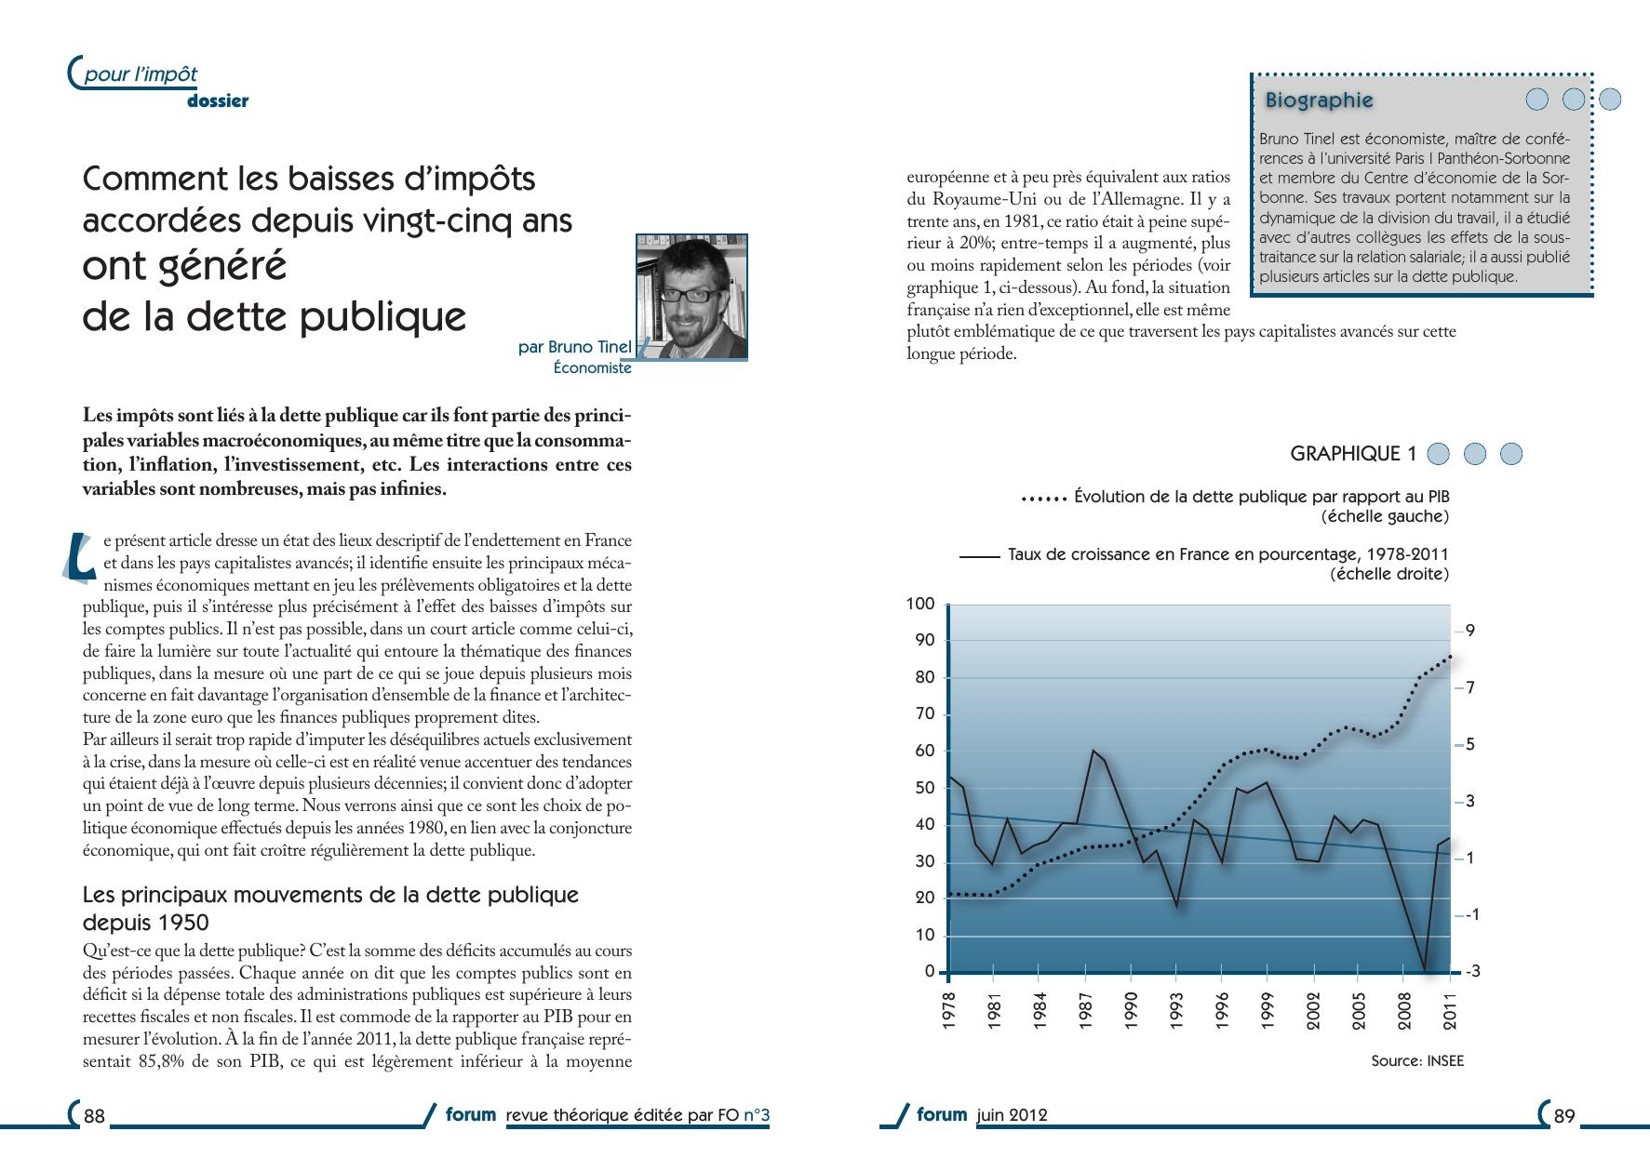 pour l'impôt
dossier
Comment les baisses d'impôts
accordées depuis vingt-cinq ans
ont généré
de la dette publique
par Bruno Tinel
Économiste
Les impôts sont liés à la dette publique car ils font partie des princi-
pales variables macroéconomiques, au même titre que la consomma-
tion, l'inflation, l'investissement, etc. Les interactions entre ces
variables sont nombreuses, mais pas infinies.
Le présent article dresse un état des lieux descriptif de l'endettement en France
et dans les pays capitalistes avancés; il identifie ensuite les principaux méca-
nismes économiques mettant en jeu les prélèvements obligatoires et la dette
publique, puis il s'intéresse plus précisément à l'effet des baisses d'impôts sur
les comptes publics. Il n'est pas possible, dans un court article comme celui-ci,
de faire la lumière sur toute l'actualité qui entoure la thématique des finances
publiques, dans la mesure où une part de ce qui se joue depuis plusieurs mois
concerne en fait davantage l'organisation d'ensemble de la finance et l'architec-
ture de la zone euro que les finances publiques proprement dites.
Par ailleurs il serait trop rapide d'imputer les déséquilibres actuels exclusivement
à la crise, dans la mesure où celle-ci est en réalité venue accentuer des tendances
qui étaient déjà à l'œuvre depuis plusieurs décennies; il convient donc d'adopter
un point de vue de long terme. Nous verrons ainsi que ce sont les choix de po-
litique économique effectués depuis les années 1980, en lien avec la conjoncture
économique, qui ont fait croître régulièrement la dette publique.
Les principaux mouvements de la dette publique
depuis 1950
Qu'est-ce que la dette publique? C'est la somme des déficits accumulés au cours
des périodes passées. Chaque année on dit que les comptes publics sont en
déficit si la dépense totale des administrations publiques est supérieure à leurs
recettes fiscales et non fiscales. Il est commode de la rapporter au PIB pour en
mesurer l'évolution. À la fin de l'année 2011, la dette publique française repré-
sentait 85,8% de son PIB, ce qui est légèrement inférieur à la moyenne
88
forum revue théorique éditée par FO n°3
Biographie
Bruno Tinel est économiste, maître de confé-
rences à l'université Paris I Panthéon-Sorbonne
et membre du Centre d'économie de la Sor-
bonne. Ses travaux portent notamment sur la
dynamique de la division du travail, il a étudié
avec d'autres collègues les effets de la sous-
traitance sur la relation salariale; il a aussi publié
plusieurs articles sur la dette publique.
européenne et à peu près équivalent aux ratios
du Royaume-Uni ou de l'Allemagne. Il y a
trente ans, en 1981, ce ratio était à peine supé-
rieur à 20%; entre-temps il a augmenté, plus
ou moins rapidement selon les périodes (voir
graphique 1, ci-dessous). Au fond, la situation
française n'a rien d'exceptionnel, elle est même
plutôt emblématique de ce que traversent les pays capitalistes avancés sur cette
longue période.
GRAPHIQUE 1
Évolution de la dette publique par rapport au PIB
(échelle gauche)
Taux de croissance en France en pourcentage, 1978-2011
(échelle droite)
100
90
80
70
60
50
40
30
20
10
0
9
7
5
3
1
-1
-3
1978
1981
1984
1987
1990
1993
1996
1999
2002
2005
2008
2011
Source: INSEE
forum juin 2012
89